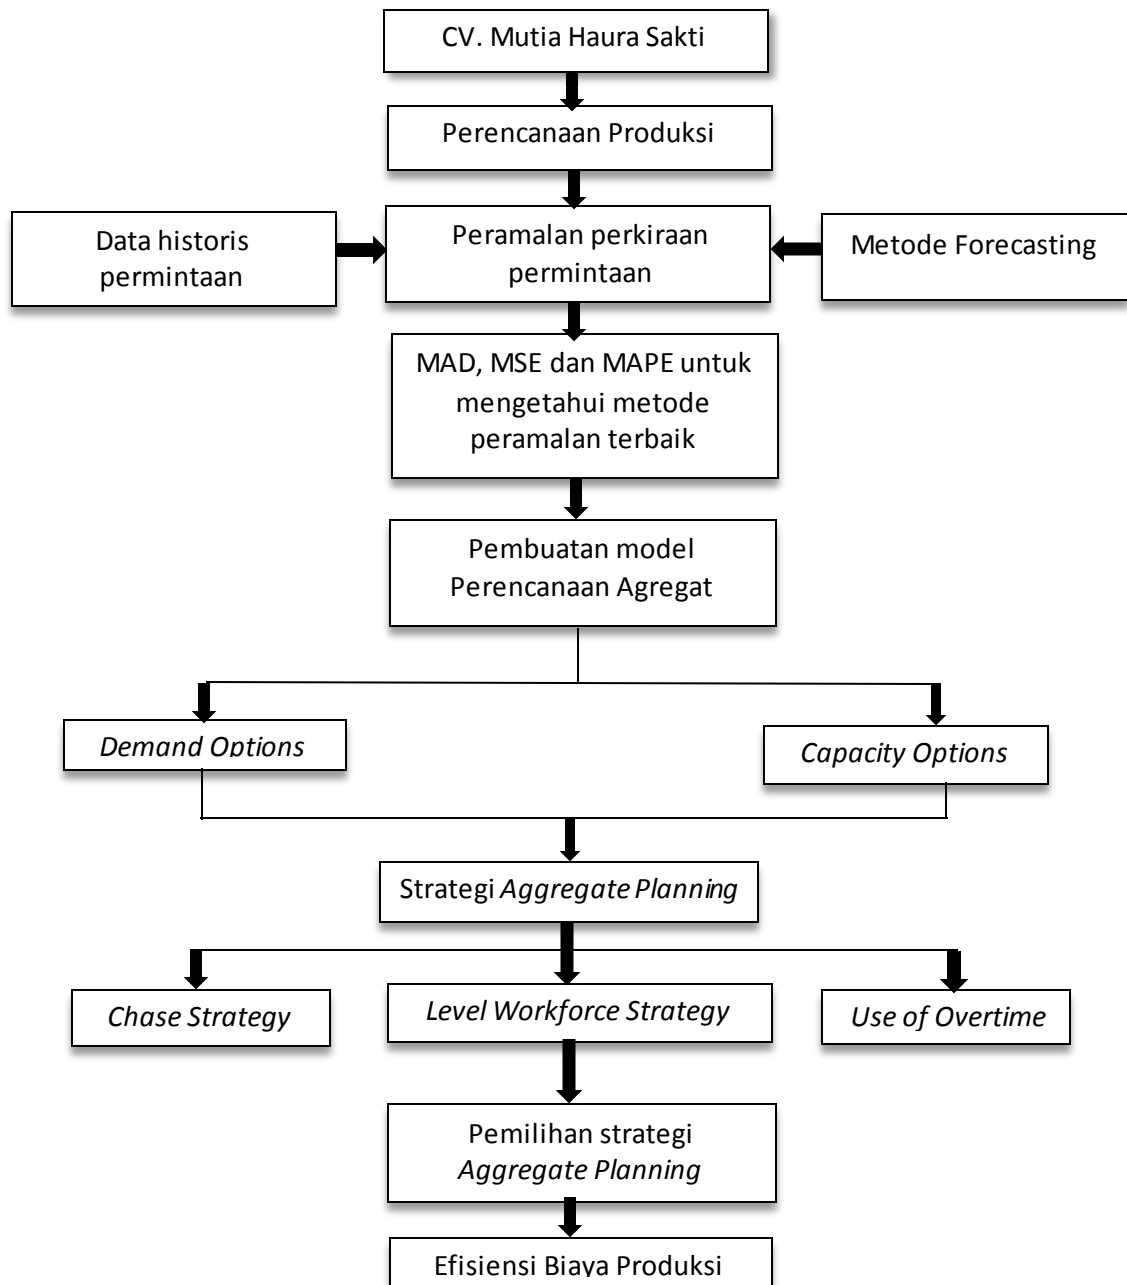 CV. Mutia Haura Sakti
Perencanaan Produksi
Data historis
permintaan
Peramalan perkiraan
permintaan
Metode Forecasting
MAD, MSE dan MAPE untuk
mengetahui metode
peramalan terbaik
Pembuatan model
Perencanaan Agregat
Demand Options
Capacity Options
Strategi Aggregate Planning
Chase Strategy
Level Workforce Strategy
Use of Overtime
Pemilihan strategi
Aggregate Planning
Efisiensi Biaya Produksi